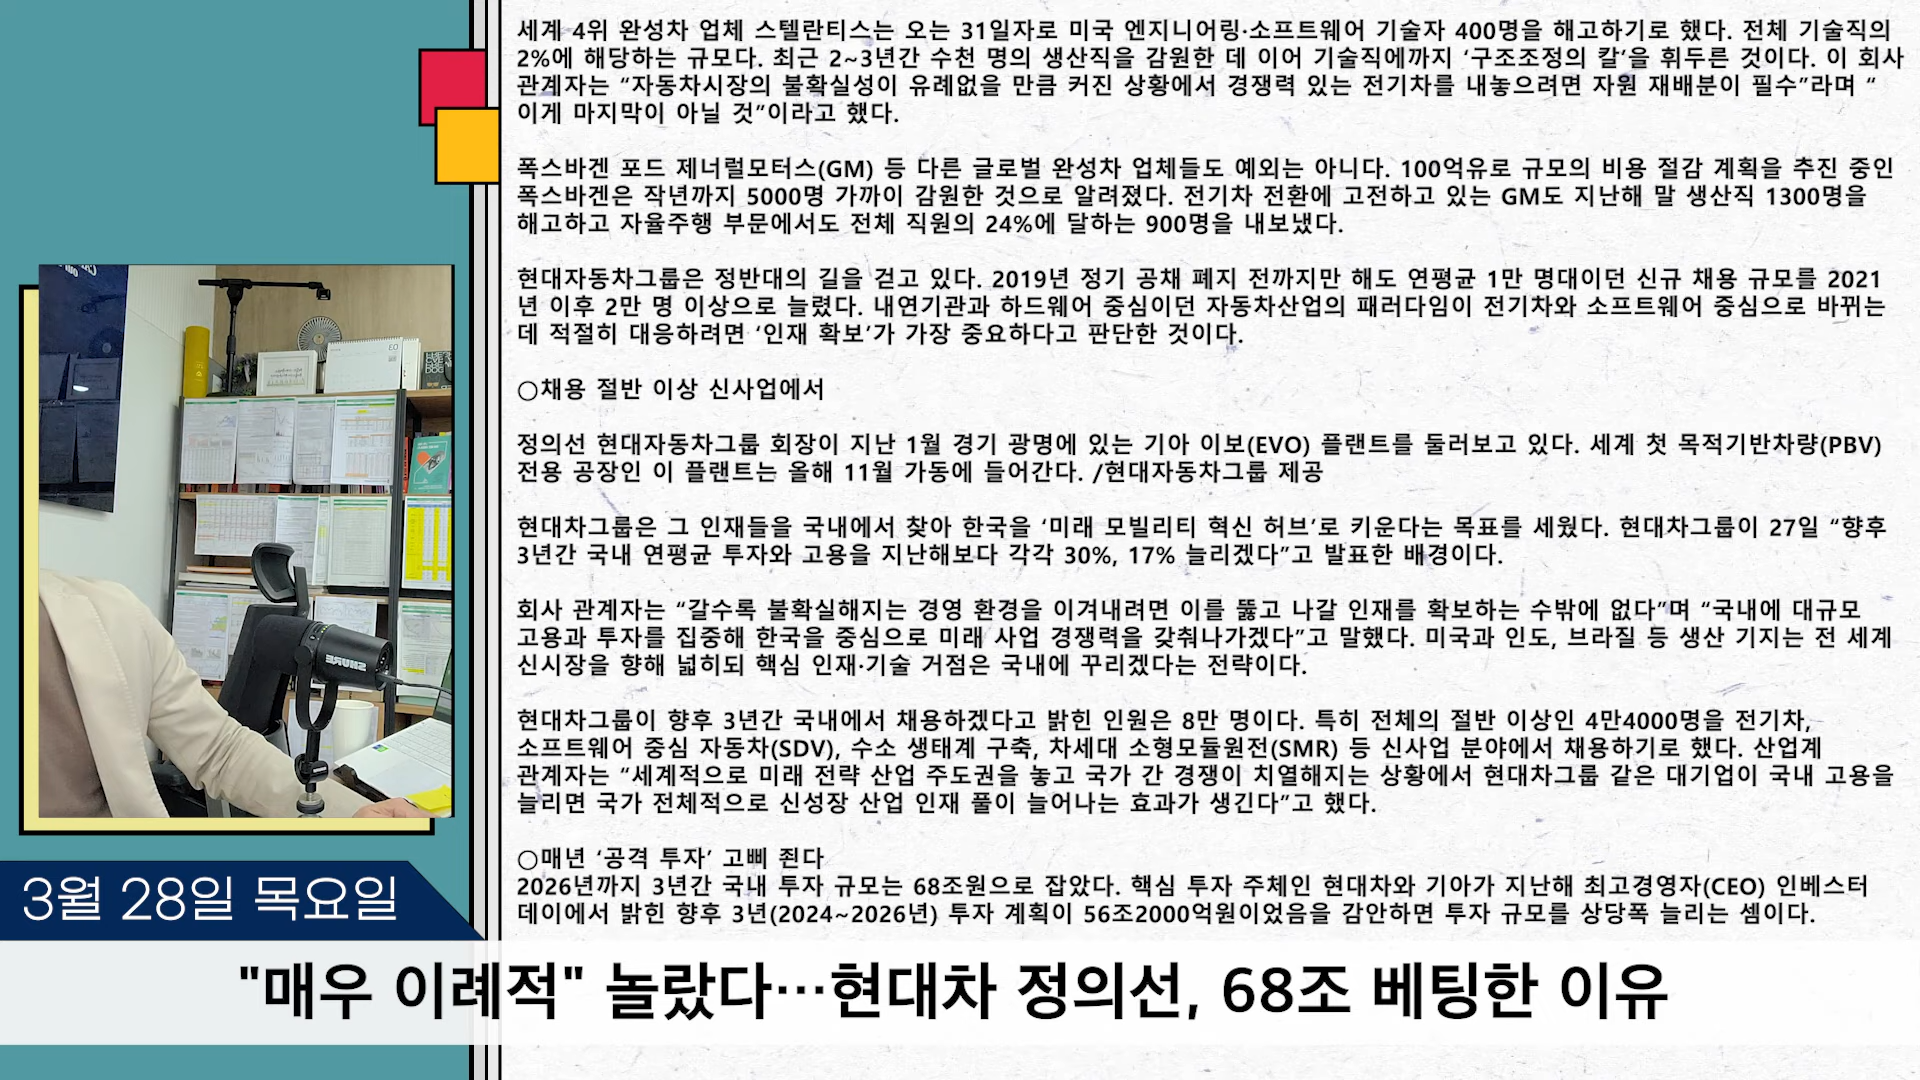 세계 4위 완성차 업체 스텔란티스는 오는 31일자로 미국 엔지니어링·소프트웨어 기술자 400명을 해고하기로 했다. 전체 기술직의
2%에 해당하는 규모다. 최근 2~3년간 수천 명의 생산직을 감원한 데 이어 기술직에까지 ‘구조조정의 칼’을 휘두른 것이다. 이 회사
관계자는 “자동차시장의 불확실성이 유례없을 만큼 커진 상황에서 경쟁력 있는 전기차를 내놓으려면 자원 재배분이 필수”라며 “
이게 마지막이 아닐 것”이라고 했다.
폭스바겐 포드 제너럴모터스(GM) 등 다른 글로벌 완성차 업체들도 예외는 아니다. 100억유로 규모의 비용 절감 계획을 추진 중인
폭스바겐은 작년까지 5000명 가까이 감원한 것으로 알려졌다. 전기차 전환에 고전하고 있는 GM도 지난해 말 생산직 1300명을
해고하고 자율주행 부문에서도 전체 직원의 24%에 달하는 900명을 내보냈다.
현대자동차그룹은 정반대의 길을 걷고 있다. 2019년 정기 공채 폐지 전까지만 해도 연평균 1만 명대이던 신규 채용 규모를 2021
년 이후 2만 명 이상으로 늘렸다. 내연기관과 하드웨어 중심이던 자동차산업의 패러다임이 전기차와 소프트웨어 중심으로 바뀌는
데 적절히 대응하려면 ‘인재 확보’가 가장 중요하다고 판단한 것이다.
○채용 절반 이상 신사업에서
정의선 현대자동차그룹 회장이 지난 1월 경기 광명에 있는 기아 이보(EVO) 플랜트를 둘러보고 있다. 세계 첫 목적기반차량(PBV)
전용 공장인 이 플랜트는 올해 11월 가동에 들어간다. /현대자동차그룹 제공
현대차그룹은 그 인재들을 국내에서 찾아 한국을 ‘미래 모빌리티 혁신 허브’로 키운다는 목표를 세웠다. 현대차그룹이 27일 “향후
3년간 국내 연평균 투자와 고용을 지난해보다 각각 30%, 17% 늘리겠다”고 발표한 배경이다.
회사 관계자는 “갈수록 불확실해지는 경영 환경을 이겨내려면 이를 뚫고 나갈 인재를 확보하는 수밖에 없다”며 “국내에 대규모
고용과 투자를 집중해 한국을 중심으로 미래 사업 경쟁력을 갖춰나가겠다”고 말했다. 미국과 인도, 브라질 등 생산 기지는 전 세계
신시장을 향해 넓히되 핵심 인재·기술 거점은 국내에 꾸리겠다는 전략이다.
현대차그룹이 향후 3년간 국내에서 채용하겠다고 밝힌 인원은 8만 명이다. 특히 전체의 절반 이상인 4만4000명을 전기차,
소프트웨어 중심 자동차(SDV), 수소 생태계 구축, 차세대 소형모듈원전(SMR) 등 신사업 분야에서 채용하기로 했다. 산업계
관계자는 “세계적으로 미래 전략 산업 주도권을 놓고 국가 간 경쟁이 치열해지는 상황에서 현대차그룹 같은 대기업이 국내 고용을
늘리면 국가 전체적으로 신성장 산업 인재 풀이 늘어나는 효과가 생긴다”고 했다.
○매년 ‘공격 투자’ 고삐 죈다
2026년까지 3년간 국내 투자 규모는 68조원으로 잡았다. 핵심 투자 주체인 현대차와 기아가 지난해 최고경영자(CEO) 인베스터
데이에서 밝힌 향후 3년(2024~2026년) 투자 계획이 56조2000억원이었음을 감안하면 투자 규모를 상당폭 늘리는 셈이다.
SHURE
3월 28일 목요일
"매우 이례적" 놀랐다…현대차 정의선, 68조 베팅한 이유